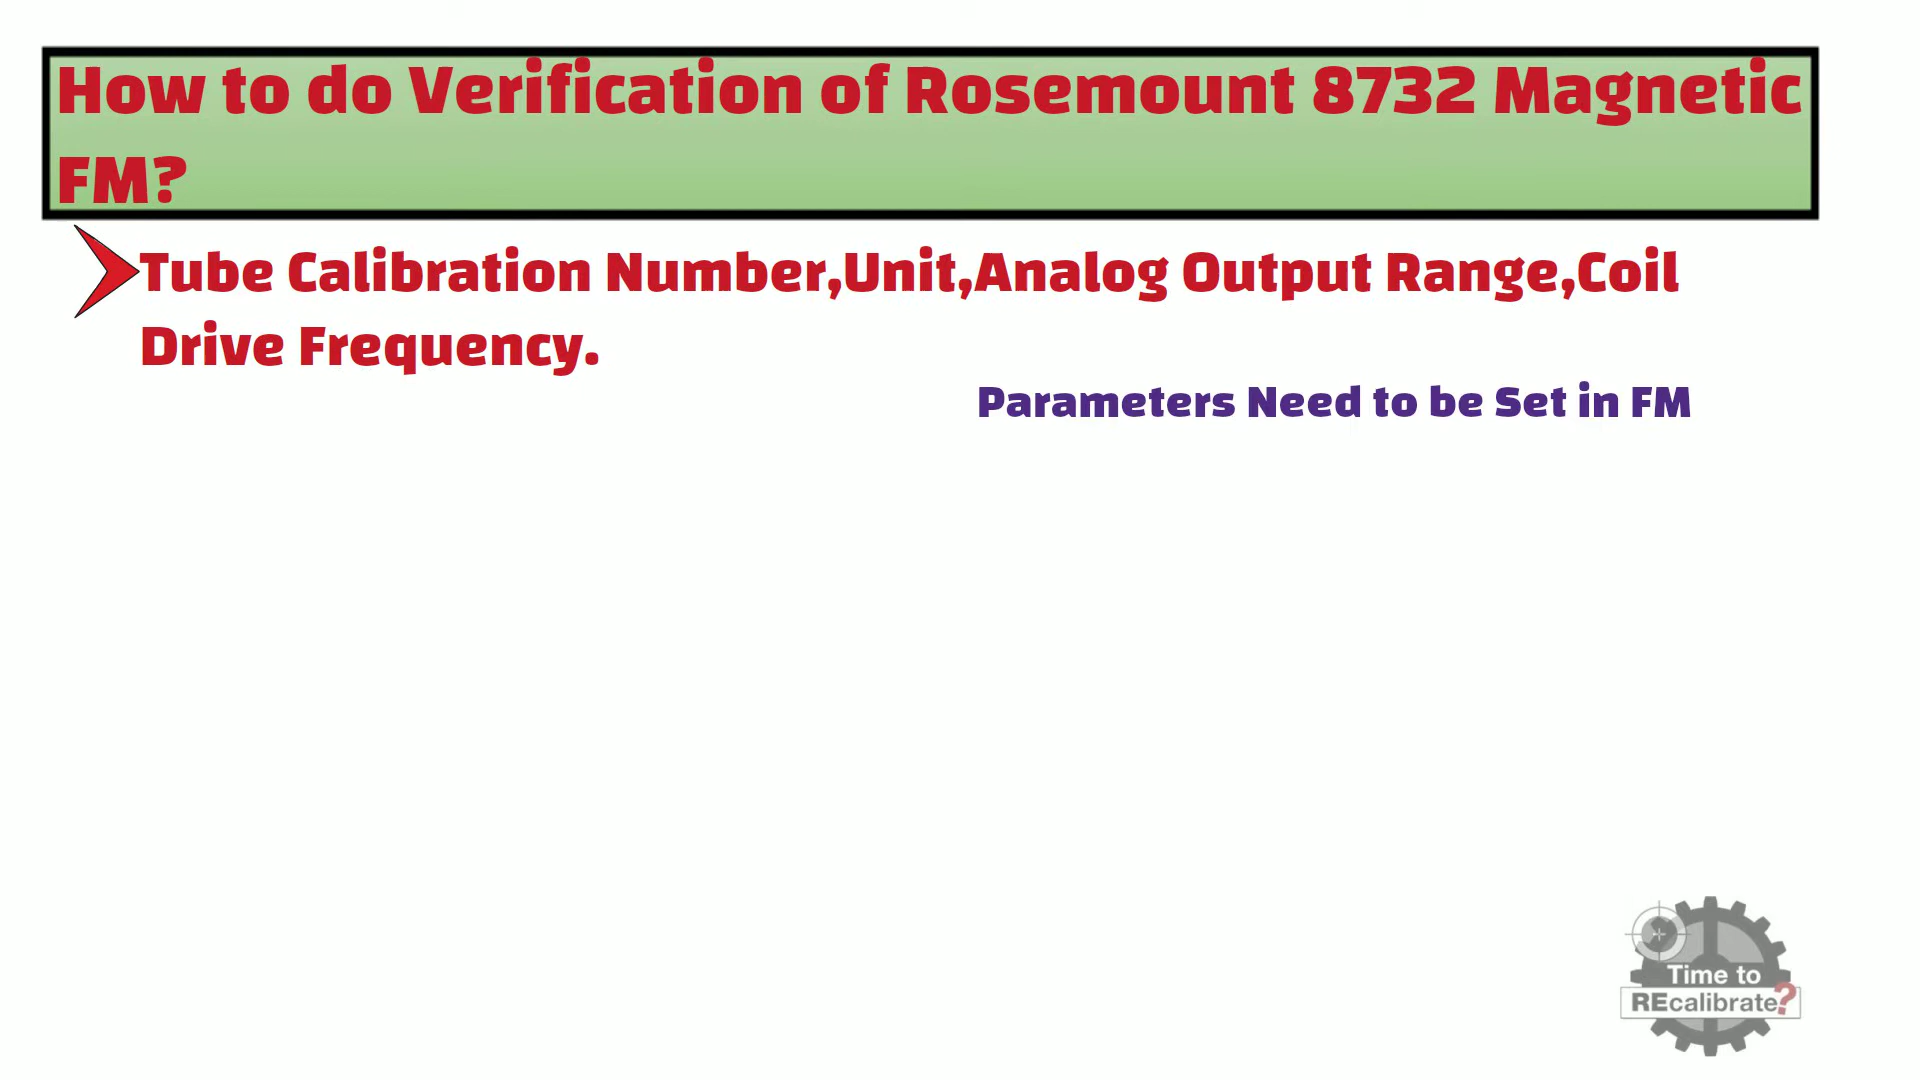 How to do Verification of Rosemount 8732 Magnetic
FM?
Tube Calibration Number,Unit,Analog Output Range,Coil
Drive Frequency.
Parameters Need to be Set in FM
Time to
REcalibrate?